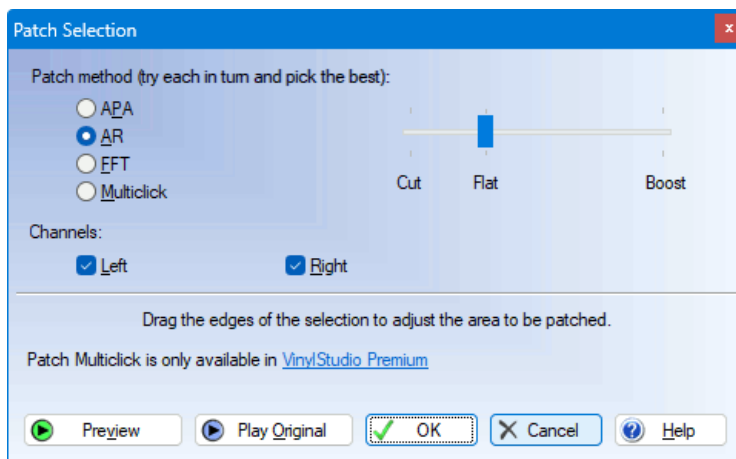 Patch Selection
x
Patch method (try each in turn and pick the best):
APA
AR
FFT
Multiclick
Cut
Flat
Boost
Channels:
Left
Right
Drag the edges of the selection to adjust the area to be patched.
Patch Multiclick is only available in VinylStudio Premium
Preview
Play Original
OK
Cancel
? Help